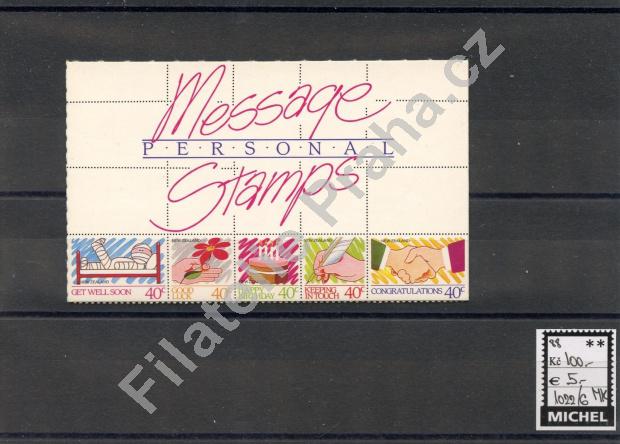 Message
PERSONAL
Stamps
NEW ZEALAND
GET WELL SOON 40c
NEW ZEALAND
GOOD LUCK 40c
HAPPY BIRTHDAY 40c
NEW ZEALAND
KEEPING IN TOUCH 40c
NEW ZEALAND
CONGRATULATIONS 40c
Filatelie Praha.cz
88 **
Kč 100,-
€ 5,-
1022/6 MK
MICHEL